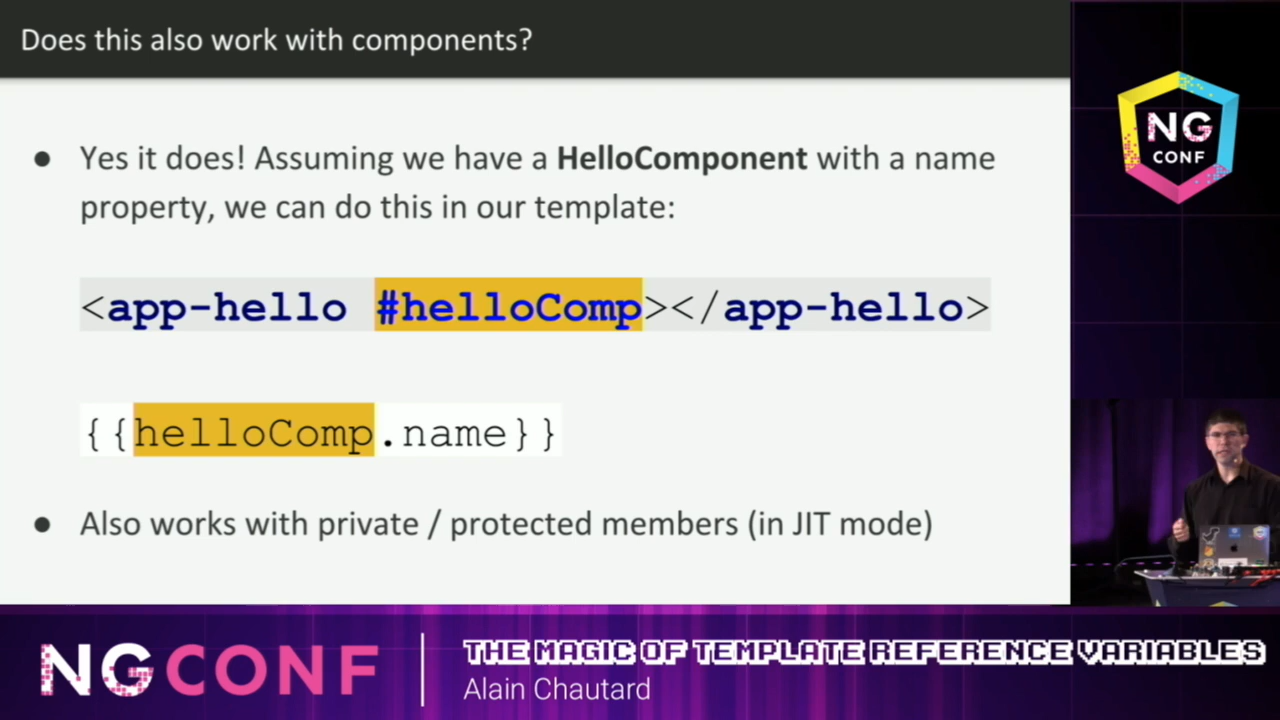 Does this also work with components?
● Yes it does! Assuming we have a HelloComponent with a name
property, we can do this in our template:
<app-hello #helloComp></app-hello>
{{helloComp.name}}
● Also works with private / protected members (in JIT mode)
NG
CONF
NGCONF
THE MAGIC OF TEMPLATE REFERENCE VARIABLES
Alain Chautard